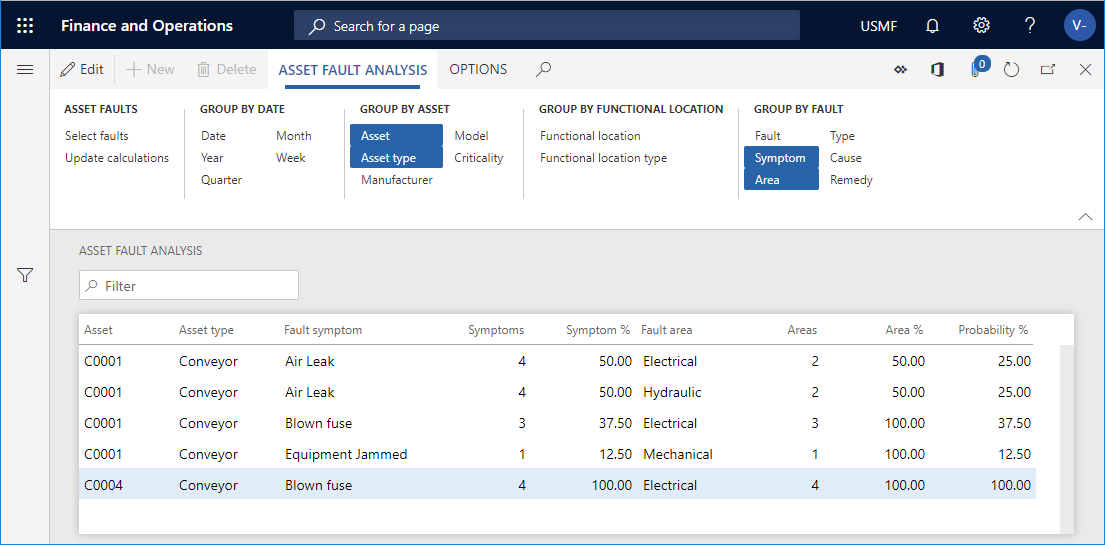 Finance and Operations Search for a page USMF ? V-
Edit New Delete ASSET FAULT ANALYSIS OPTIONS 0
ASSET FAULTS GROUP BY DATE GROUP BY ASSET GROUP BY FUNCTIONAL LOCATION GROUP BY FAULT
Select faults Date Month Asset Model Functional location Fault Type
Update calculations Year Week Asset type Criticality Functional location type Symptom Cause
Quarter Manufacturer Area Remedy
ASSET FAULT ANALYSIS
Filter
Asset Asset type Fault symptom Symptoms Symptom % Fault area Areas Area % Probability %
C0001 Conveyor Air Leak 4 50.00 Electrical 2 50.00 25.00
C0001 Conveyor Air Leak 4 50.00 Hydraulic 2 50.00 25.00
C0001 Conveyor Blown fuse 3 37.50 Electrical 3 100.00 37.50
C0001 Conveyor Equipment Jammed 1 12.50 Mechanical 1 100.00 12.50
C0004 Conveyor Blown fuse 4 100.00 Electrical 4 100.00 100.00